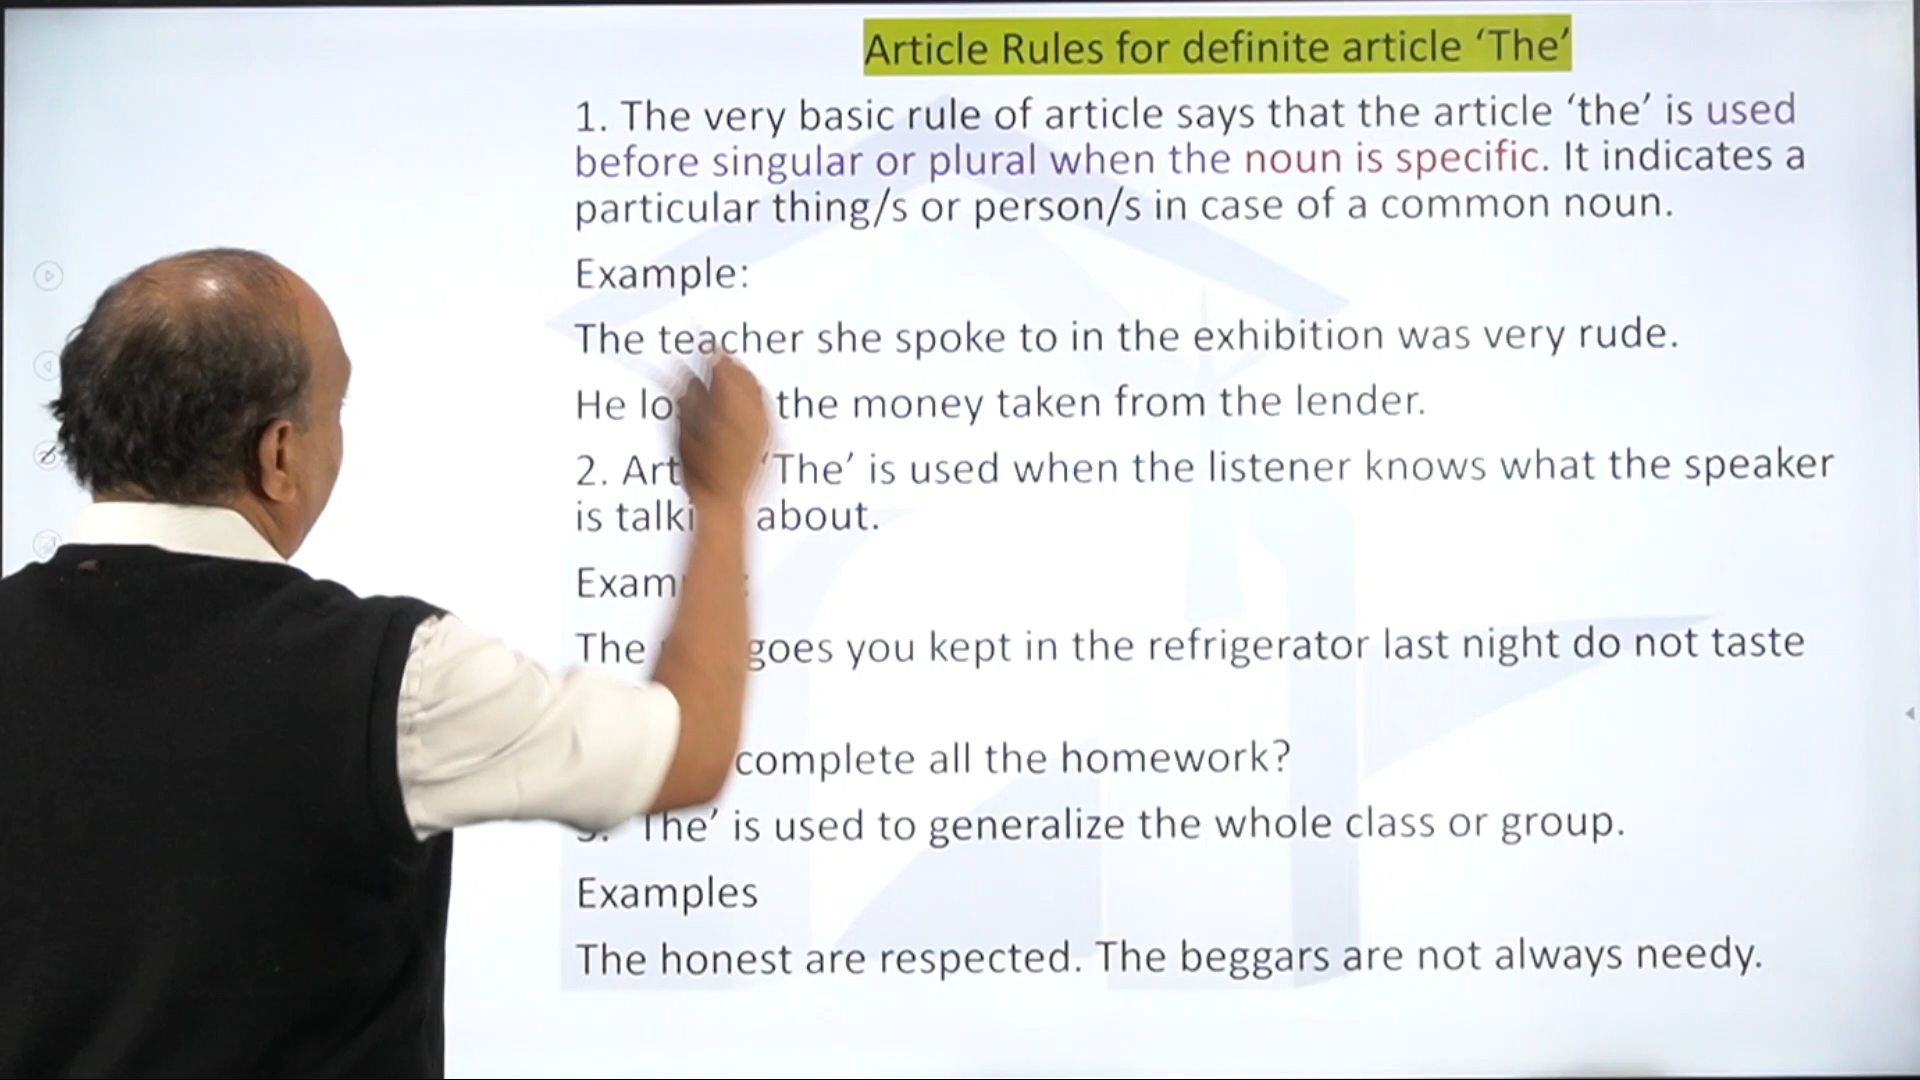 Article Rules for definite article ‘The’
1. The very basic rule of article says that the article ‘the’ is used
before singular or plural when the noun is specific. It indicates a
particular thing/s or person/s in case of a common noun.
Example:
The teacher she spoke to in the exhibition was very rude.
He the money taken from the lender.
2. ‘The’ is used when the listener knows what the speaker
is about.
The you kept in the refrigerator last night do not taste
complete all the homework?
The’ is used to generalize the whole class or group.
Examples
The honest are respected. The beggars are not always needy.